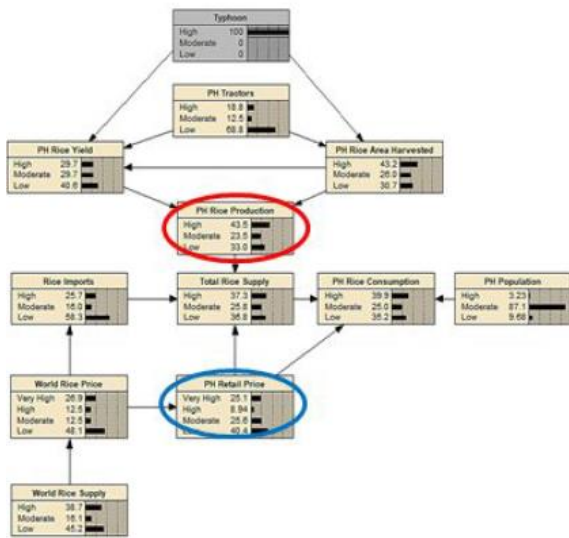 Typhoon
High 100
Moderate 0
Low 0
PH Tractors
High 18.8
Moderate 12.5
Low 68.8
PH Rice Yield
High 29.7
Moderate 29.7
Low 40.6
PH Rice Area Harvested
High 43.2
Moderate 26.0
Low 30.7
PH Rice Production
High 43.5
Moderate 23.5
Low 33.0
Rice Imports
High 25.7
Moderate 16.0
Low 58.3
Total Rice Supply
High 37.3
Moderate 25.8
Low 36.8
PH Rice Consumption
High 39.9
Moderate 25.0
Low 35.2
PH Population
High 3.23
Moderate 87.1
Low 9.68
World Rice Price
Very High 26.9
High 12.5
Moderate 12.5
Low 48.1
PH Retail Price
Very High 25.1
High 8.94
Moderate 25.6
Low 40.4
World Rice Supply
High 38.7
Moderate 16.1
Low 45.2